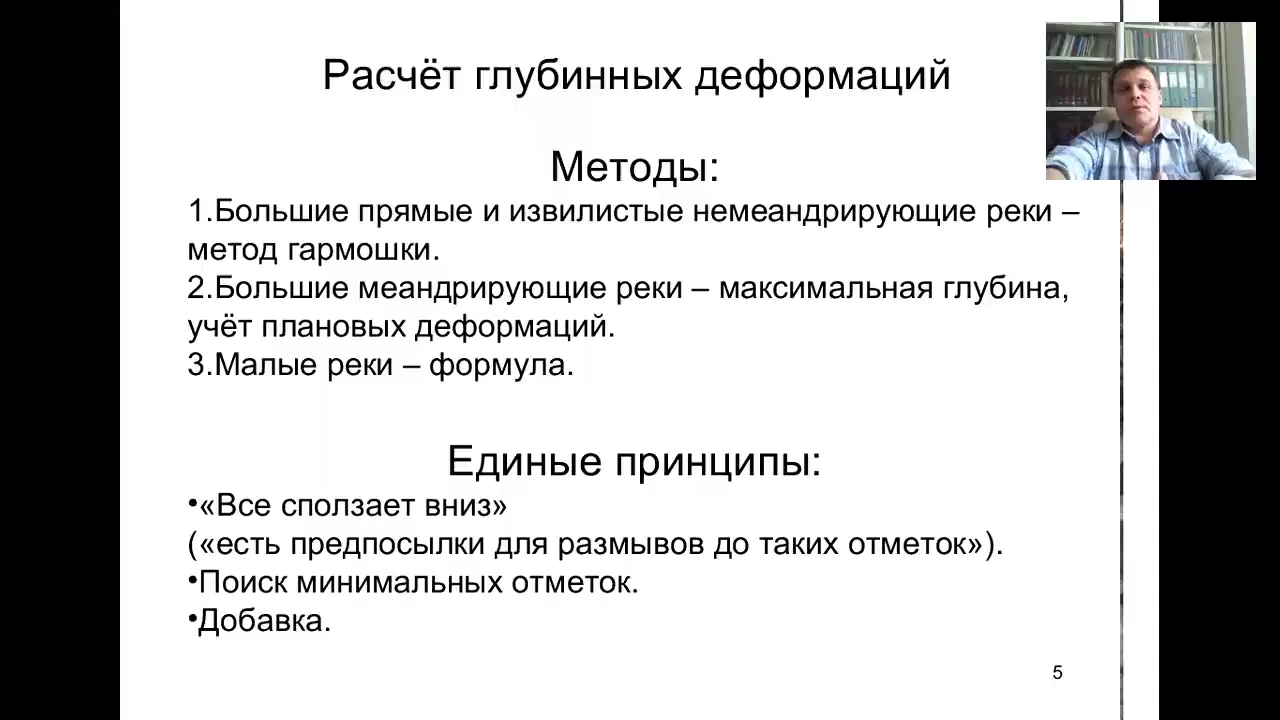 Расчёт глубинных деформаций
Методы:
1.Большие прямые и извилистые немеандрирующие реки –
метод гармошки.
2.Большие меандрирующие реки – максимальная глубина,
учёт плановых деформаций.
3.Малые реки – формула.
Единые принципы:
•«Все сползает вниз»
(«есть предпосылки для размывов до таких отметок»).
•Поиск минимальных отметок.
•Добавка.
5